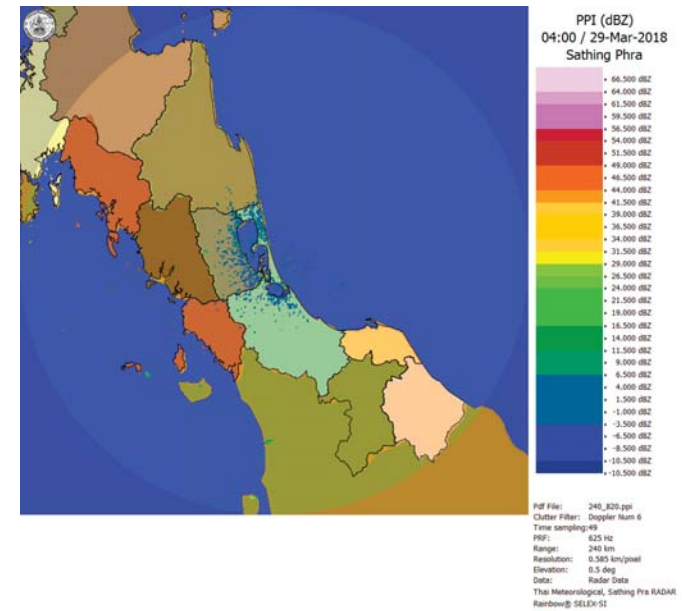 PPI (dBZ)
04:00 / 29-Mar-2018
Sathing Phra
66.500 dBZ
64.000 dBZ
61.500 dBZ
59.500 dBZ
56.500 dBZ
54.000 dBZ
51.500 dBZ
49.000 dBZ
46.500 dBZ
44.000 dBZ
41.500 dBZ
39.000 dBZ
36.500 dBZ
34.000 dBZ
31.500 dBZ
29.000 dBZ
26.500 dBZ
24.000 dBZ
21.500 dBZ
19.000 dBZ
16.500 dBZ
14.000 dBZ
11.500 dBZ
9.000 dBZ
6.500 dBZ
4.000 dBZ
1.500 dBZ
-1.000 dBZ
-3.500 dBZ
-6.500 dBZ
-8.500 dBZ
-10.500 dBZ
-10.500 dBZ
Pdf File: 240_B20.ppi
Clutter Filter: Doppler Num 6
Time sampling:49
PRF: 625 Hz
Range: 240 km
Resolution: 0.585 km/pixel
Elevation: 0.5 deg
Data: Radar Data
Thai Meteorological, Sathing Pra RADAR
Rainbow® SELEX-SI